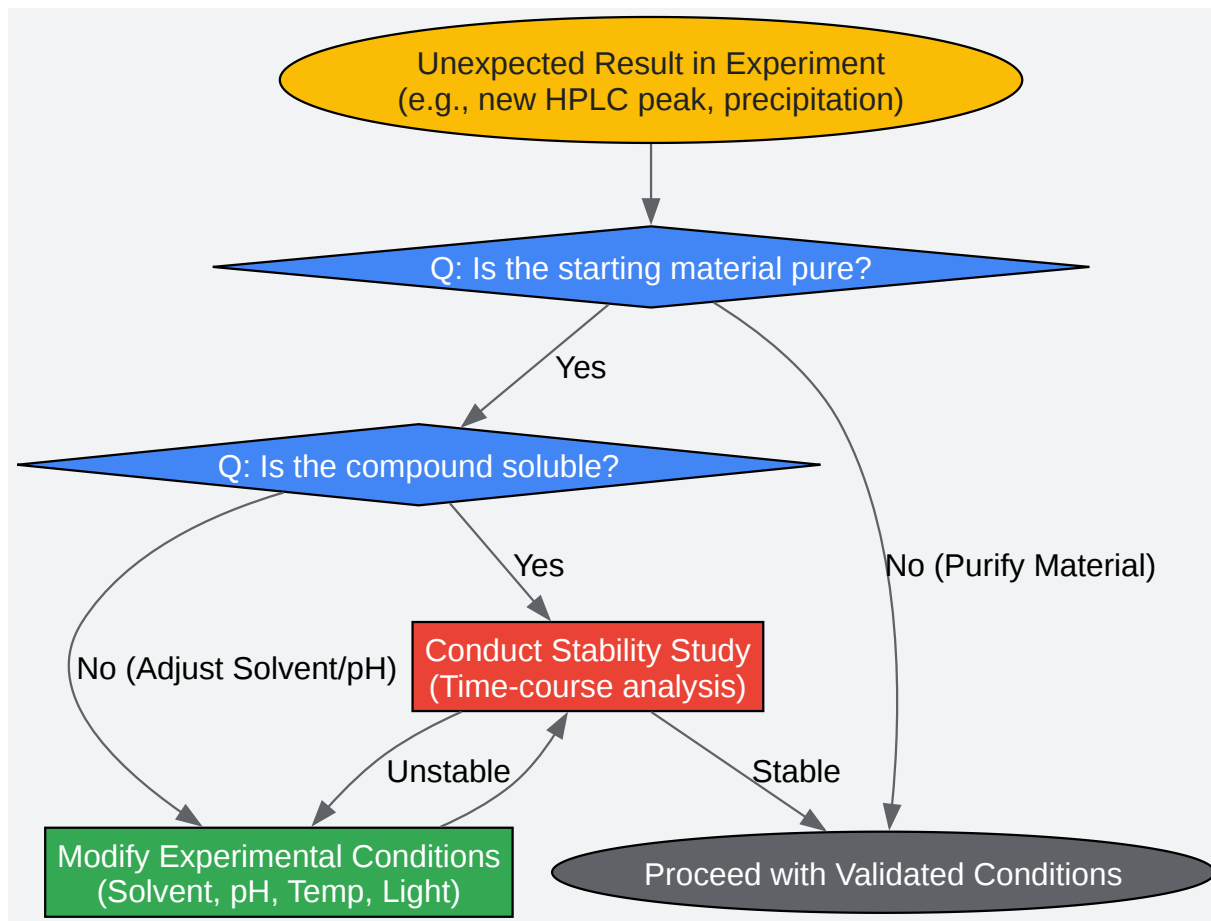 Unexpected Result in Experiment
(e.g., new HPLC peak, precipitation)
Q: Is the starting material pure?
Yes
Q: Is the compound soluble?
Yes
No (Purify Material)
No (Adjust Solvent/pH)
Conduct Stability Study
(Time-course analysis)
Unstable
Stable
Modify Experimental Conditions
(Solvent, pH, Temp, Light)
Proceed with Validated Conditions